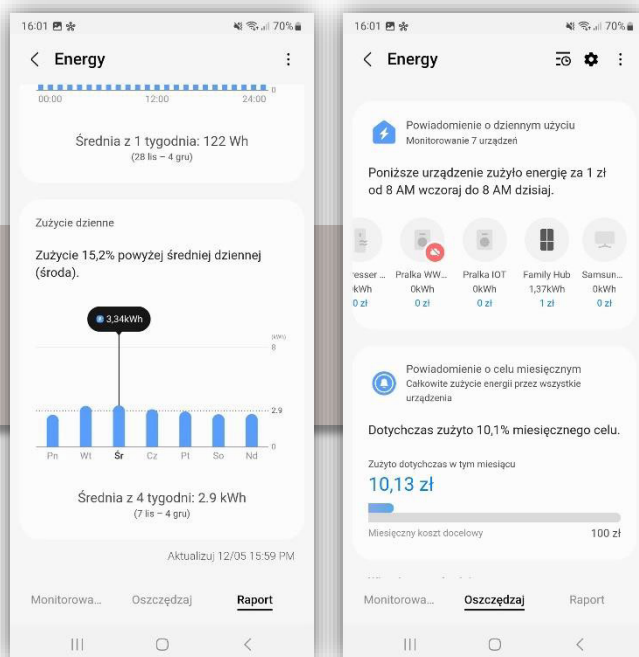 16:01
70%
Energy
0
00:00 12:00 24:00
Średnia z 1 tygodnia: 122 Wh
(28 lis – 4 gru)
Zużycie dzienne
Zużycie 15,2% powyżej średniej dziennej
(środa).
3,34kWh
(kWh)
8
2.9
0
Pn Wt Śr Cz Pt So Nd
Średnia z 4 tygodni: 2.9 kWh
(7 lis – 4 gru)
Aktualizuj 12/05 15:59 PM
Monitorowa... Oszczędzaj Raport
16:01
70%
Energy
Powiadomienie o dziennym użyciu
Monitorowanie 7 urządzeń
Poniższe urządzenie zużyło energię za 1 zł
od 8 AM wczoraj do 8 AM dzisiaj.
resser ... Pralka WW... Pralka IOT Family Hub Samsun...
kWh 0kWh 0kWh 1,37kWh 0kWh
0 zł 0 zł 0 zł 1 zł 0 zł
Powiadomienie o celu miesięcznym
Całkowite zużycie energii przez wszystkie
urządzenia
Dotychczas zużyto 10,1% miesięcznego celu.
Zużyto dotychczas w tym miesiącu
10,13 zł
Miesięczny koszt docelowy 100 zł
Monitorowa... Oszczędzaj Raport